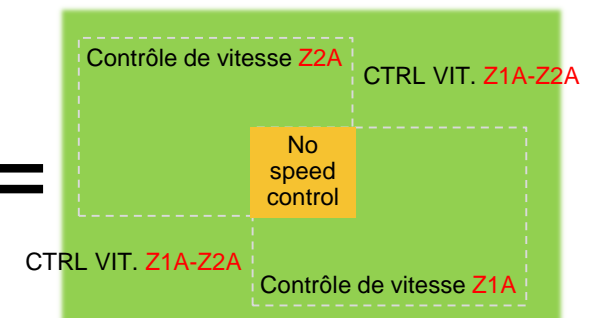 Contrôle de vitesse Z2A
CTRL VIT. Z1A-Z2A
No
speed
control
CTRL VIT. Z1A-Z2A
Contrôle de vitesse Z1A